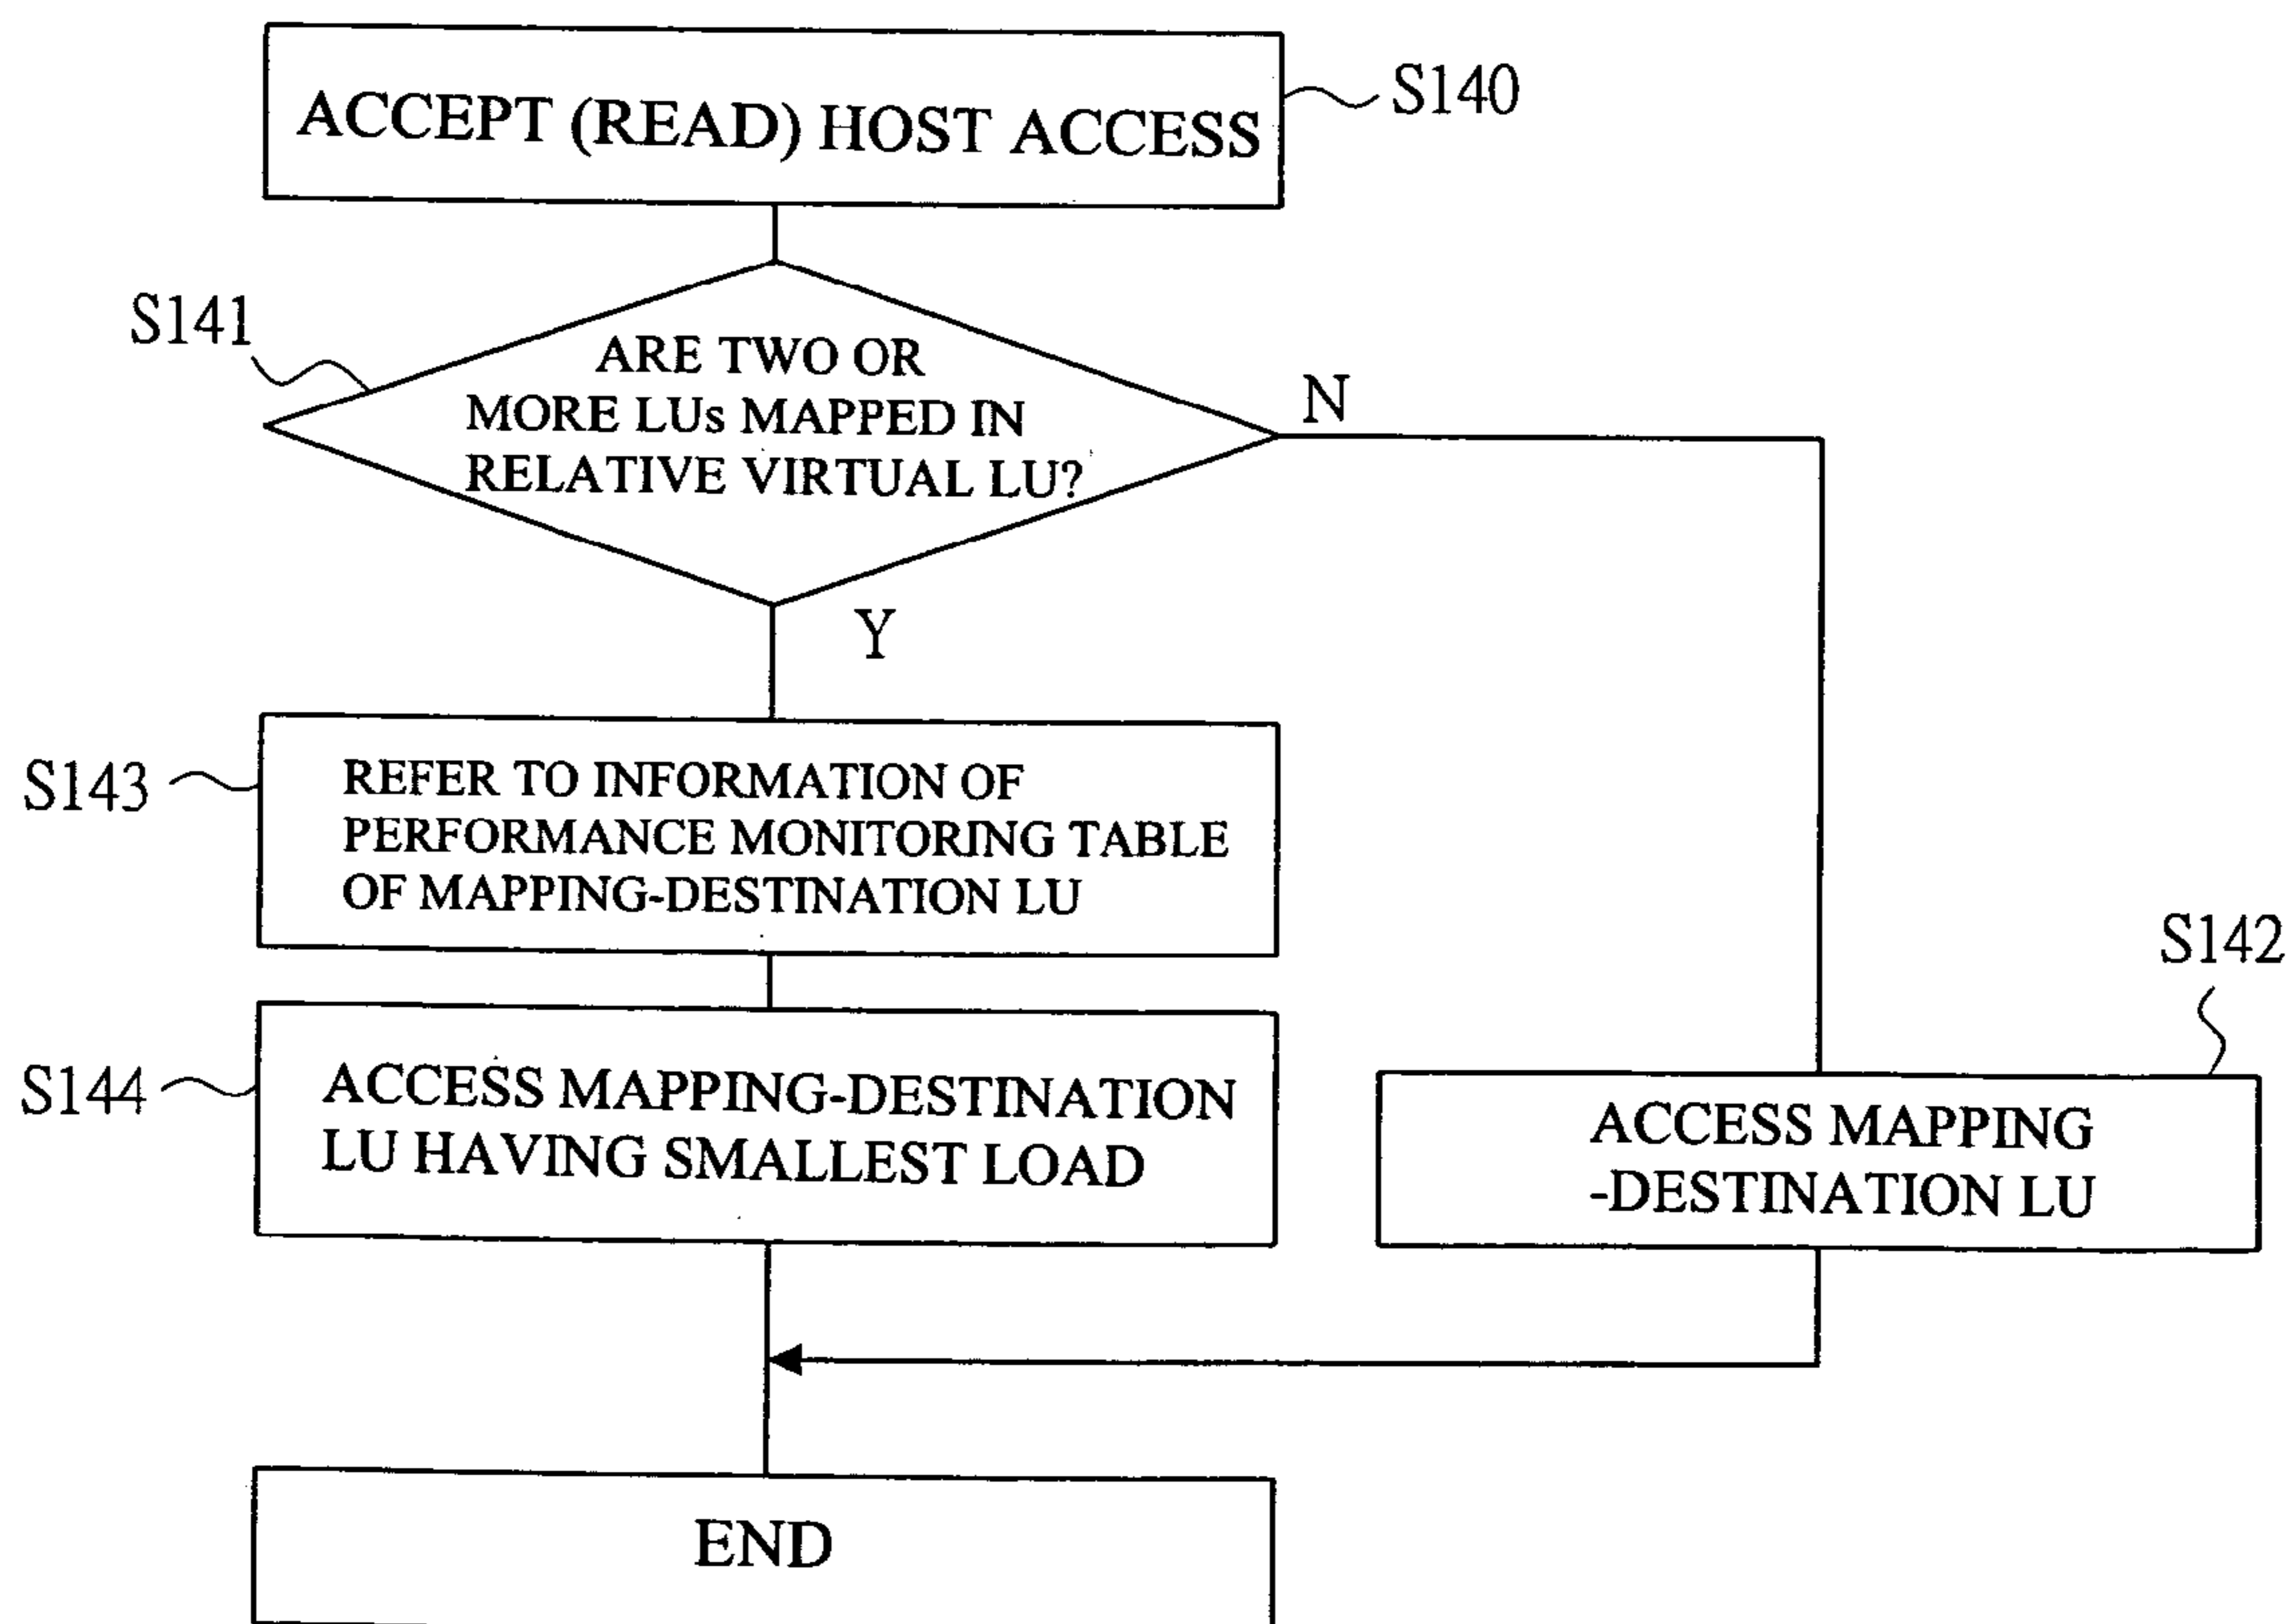 ACCEPT (READ) HOST ACCESS
S140
S141
ARE TWO OR
MORE LUs MAPPED IN
RELATIVE VIRTUAL LU?
N
Y
S143
REFER TO INFORMATION OF
PERFORMANCE MONITORING TABLE
OF MAPPING-DESTINATION LU
S142
S144
ACCESS MAPPING-DESTINATION
LU HAVING SMALLEST LOAD
ACCESS MAPPING
-DESTINATION LU
END